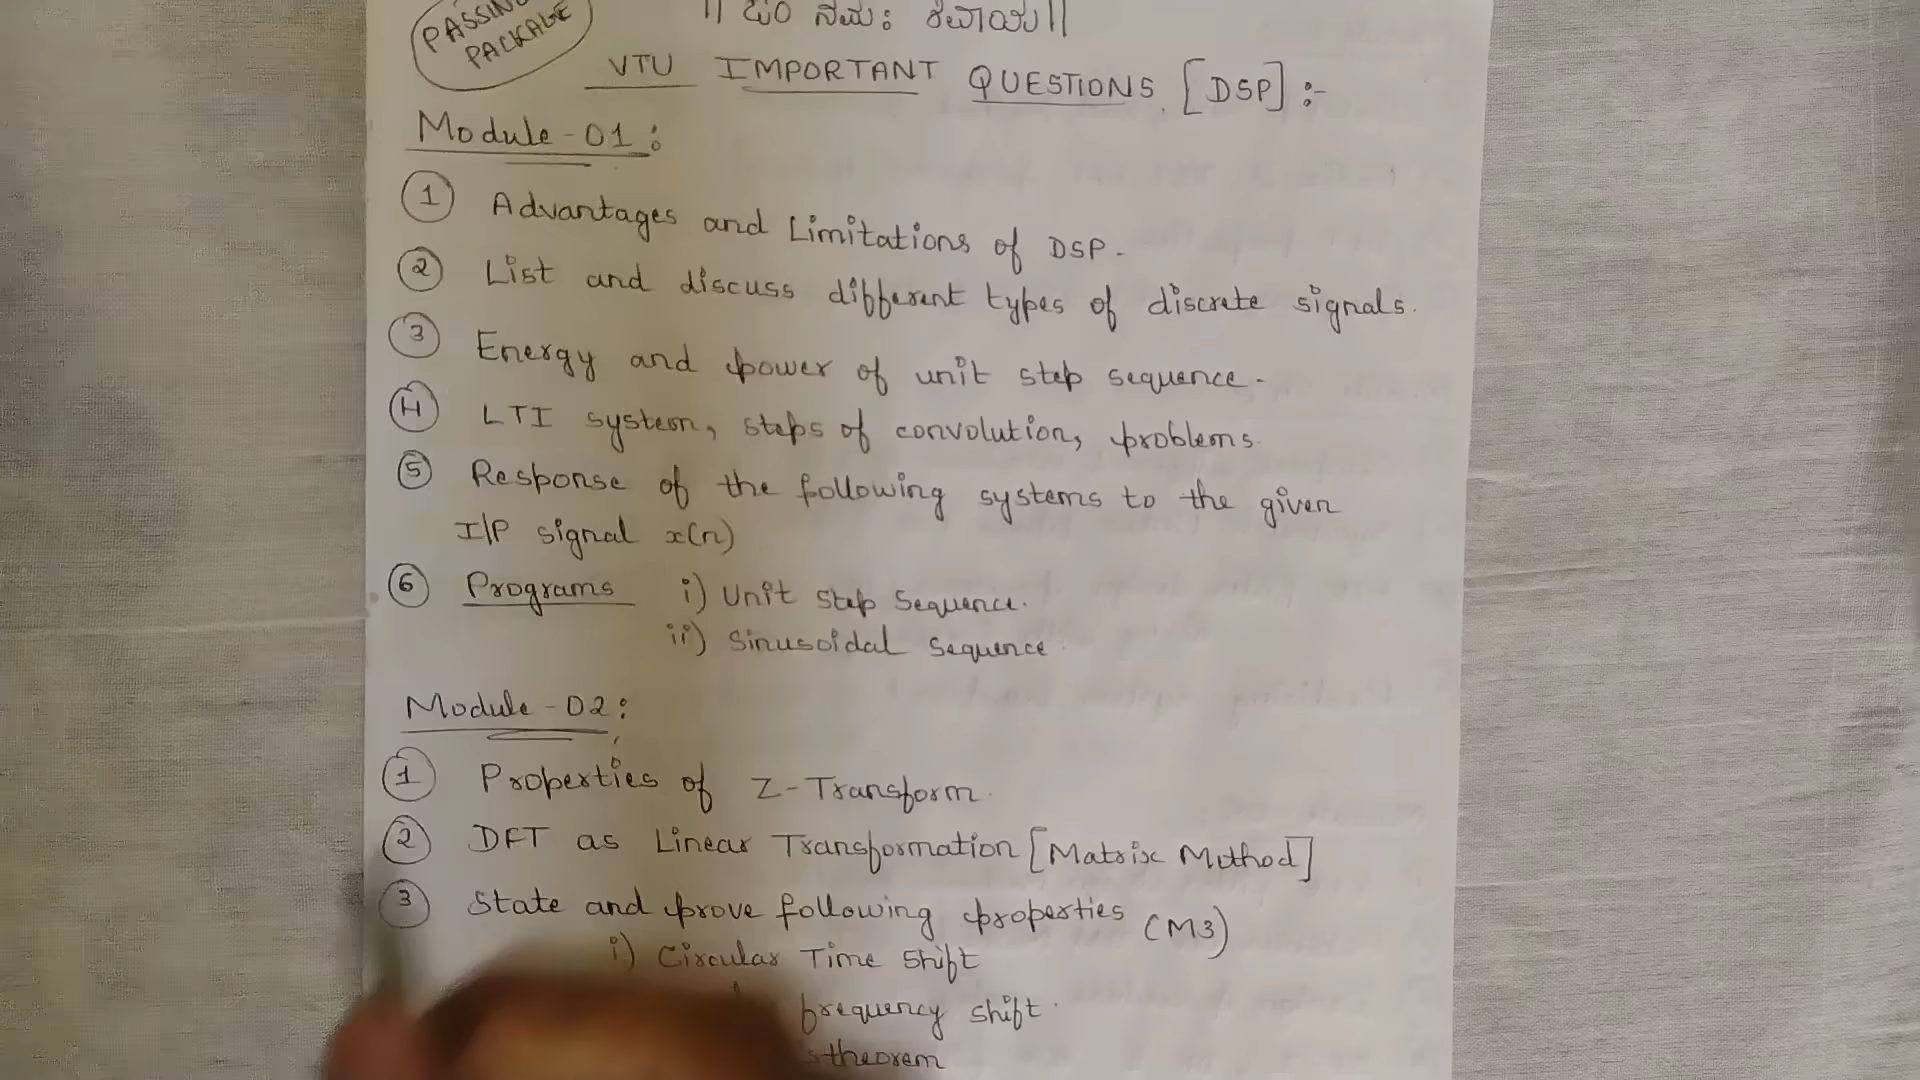 PASSING
PACKAGE
|| ಓಂ ನಮಃ ಶಿವಾಯ ||
VTU IMPORTANT QUESTIONS [DSP] :-
Module-01:
1 Advantages and Limitations of DSP.
2 List and discuss different types of discrete signals.
3 Energy and power of unit step sequence.
4 LTI system, steps of convolution, problems.
5 Response of the following systems to the given
I/P signal x(n)
6 Programs i) Unit step sequence.
ii) Sinusoidal sequence
Module-02:
1 Properties of Z-Transform.
2 DFT as Linear Transformation [Matrix Method]
3 State and prove following properties (M3)
i) Circular Time shift
frequency shift.
theorem